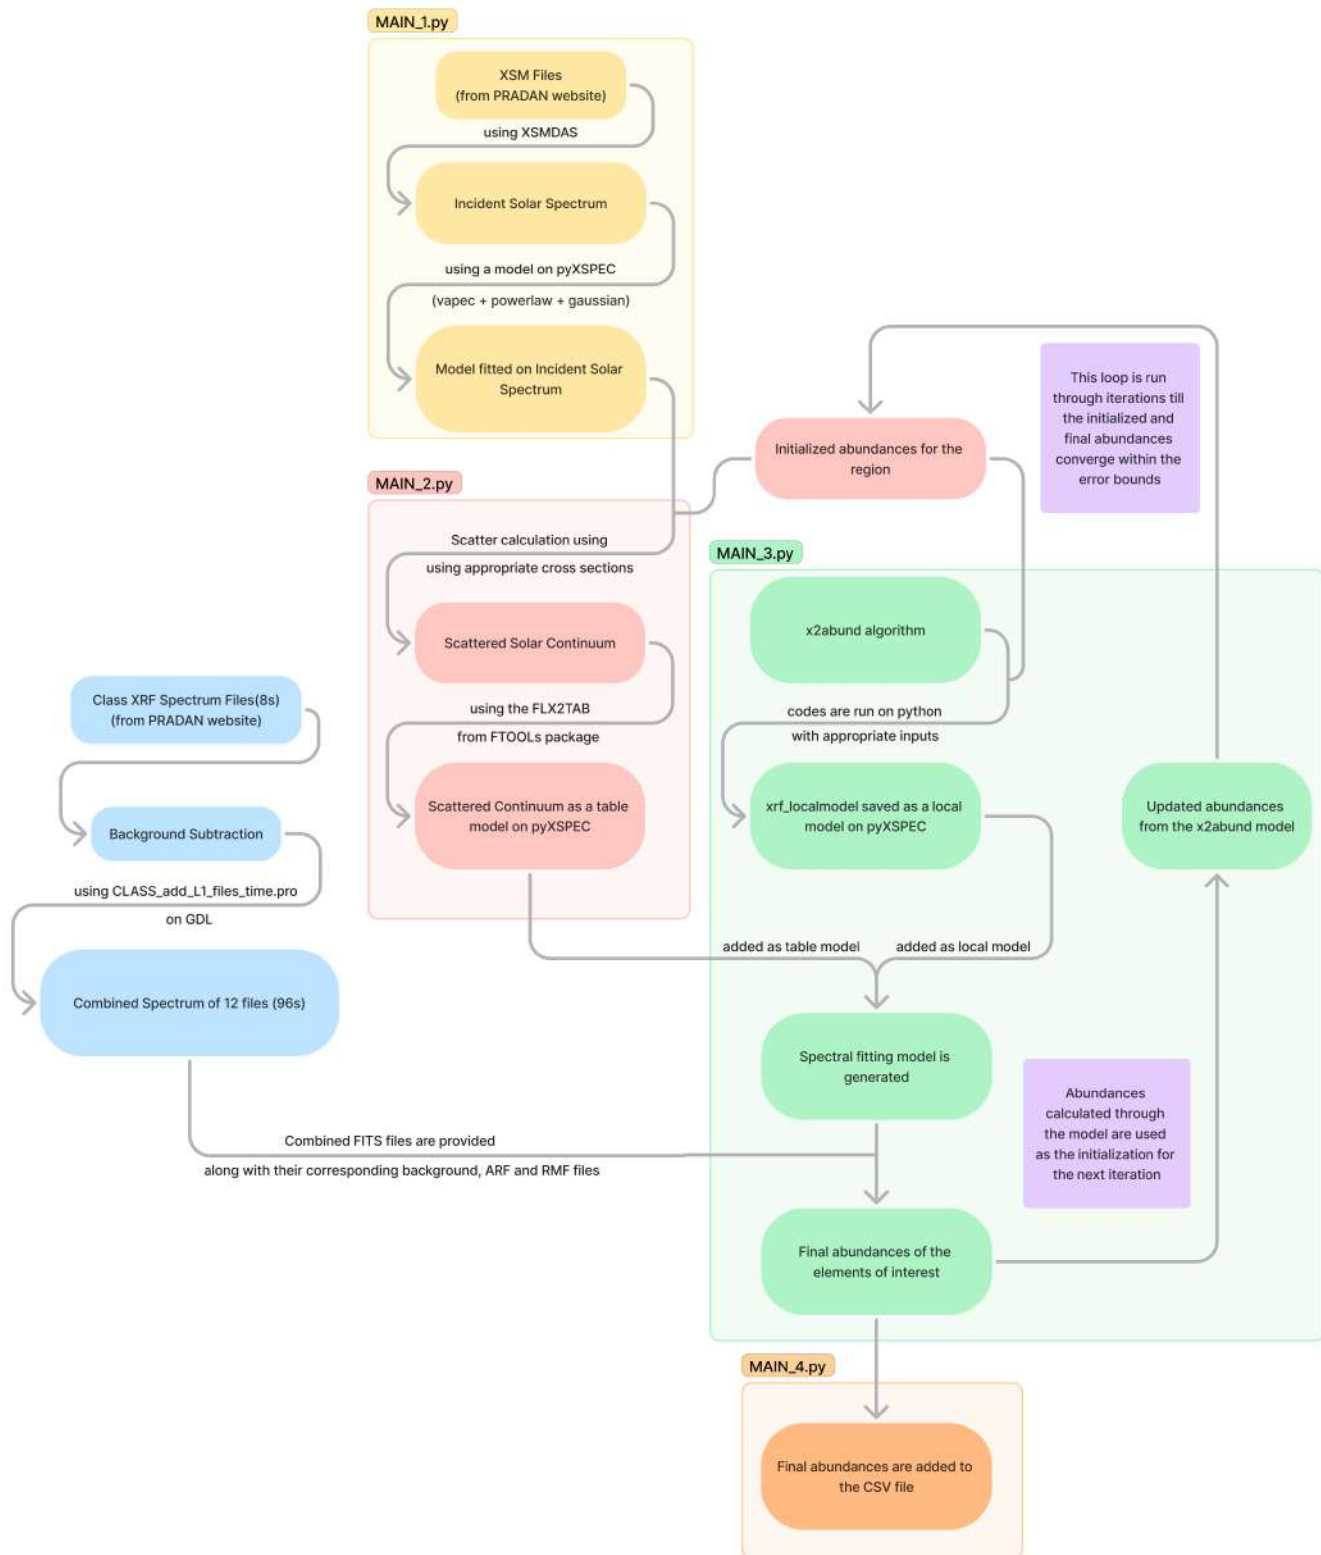 MAIN_1.py
XSM Files
(from PRADAN website)
using XSMDAS
Incident Solar Spectrum
using a model on pyXSPEC
(vapec + powerlaw + gaussian)
Model fitted on Incident Solar
Spectrum
This loop is run
through iterations till
the initialized and
final abundances
converge within the
error bounds
Initialized abundances for the
region
MAIN_2.py
Scatter calculation using
using appropriate cross sections
Scattered Solar Continuum
using the FLX2TAB
from FTOOLs package
Scattered Continuum as a table
model on pyXSPEC
Class XRF Spectrum Files(8s)
(from PRADAN website)
Background Subtraction
using CLASS_add_L1_files_time.pro
on GDL
Combined Spectrum of 12 files (96s)
MAIN_3.py
x2abund algorithm
codes are run on python
with appropriate inputs
xrf_localmodel saved as a local
model on pyXSPEC
Updated abundances
from the x2abund model
added as table model
added as local model
Spectral fitting model is
generated
Abundances
calculated through
the model are used
as the initialization for
the next iteration
Combined FITS files are provided
along with their corresponding background, ARF and RMF files
Final abundances of the
elements of interest
MAIN_4.py
Final abundances are added to
the CSV file